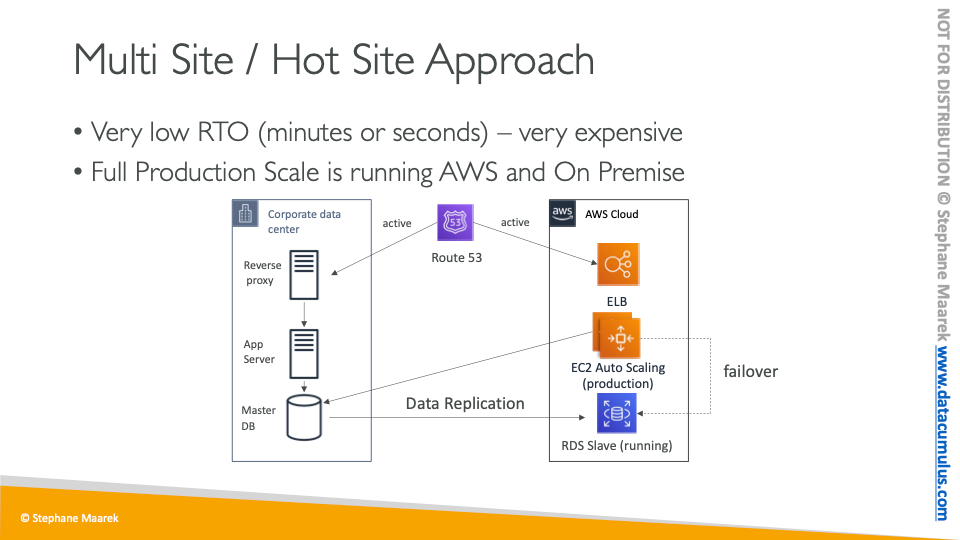 Multi Site / Hot Site Approach
• Very low RTO (minutes or seconds) – very expensive
• Full Production Scale is running AWS and On Premise
Corporate data
center
active
53
active
Route 53
aws
AWS Cloud
Reverse
proxy
ELB
App
Server
EC2 Auto Scaling
(production)
failover
Master
DB
Data Replication
RDS Slave (running)
© Stephane Maarek
NOT FOR DISTRIBUTION © Stephane Maarek www.datacumulus.com